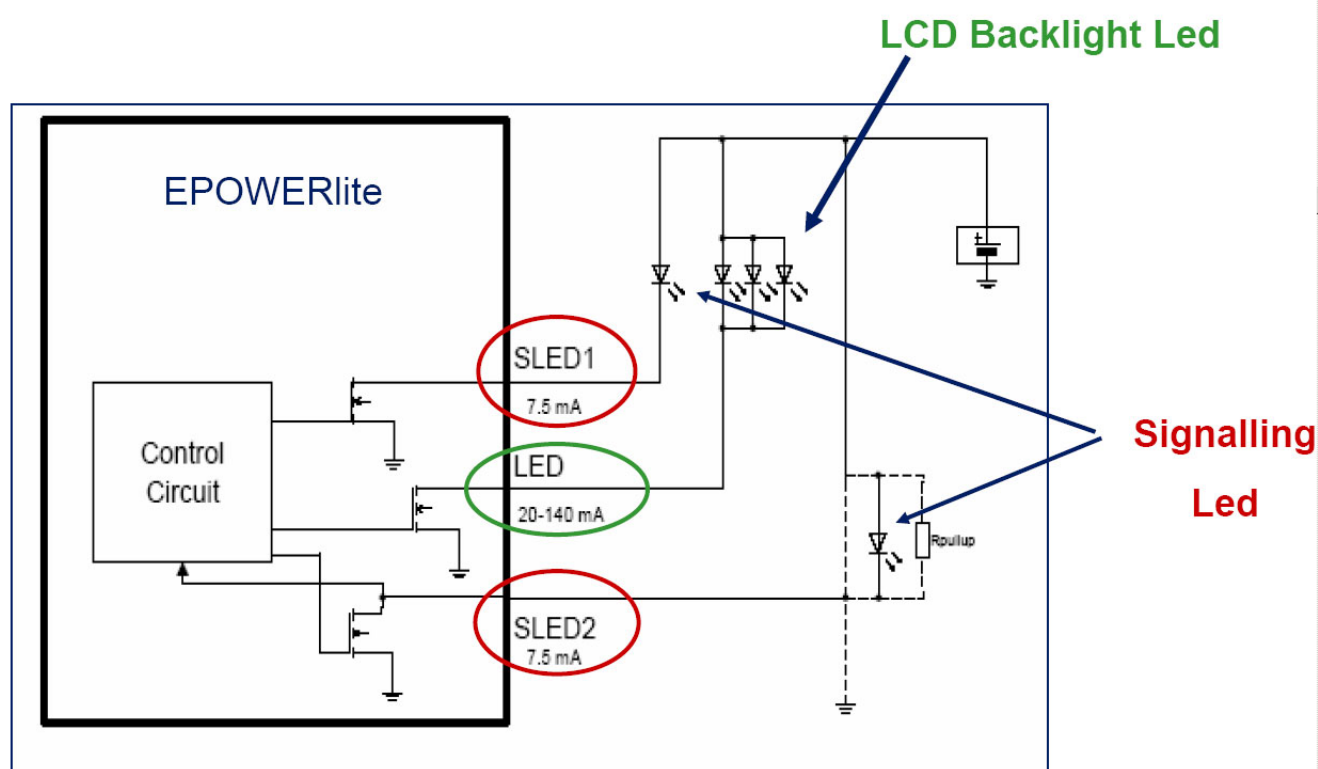 LCD Backlight Led
EPOWERlite
+
SLED1
7.5 mA
Control
Circuit
LED
20-140 mA
Signalling
Led
Rpullup
SLED2
7.5 mA